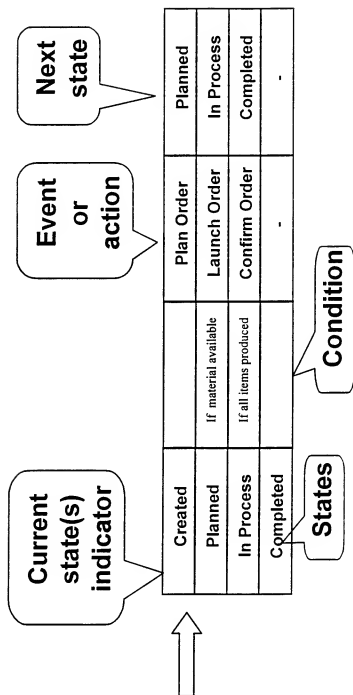 Current
state(s)
indicator
Event
or
action
Next
state
Created
Plan Order
Planned
Planned
If material available
Launch Order
In Process
In Process
If all items produced
Confirm Order
Completed
Completed
-
-
States
Condition